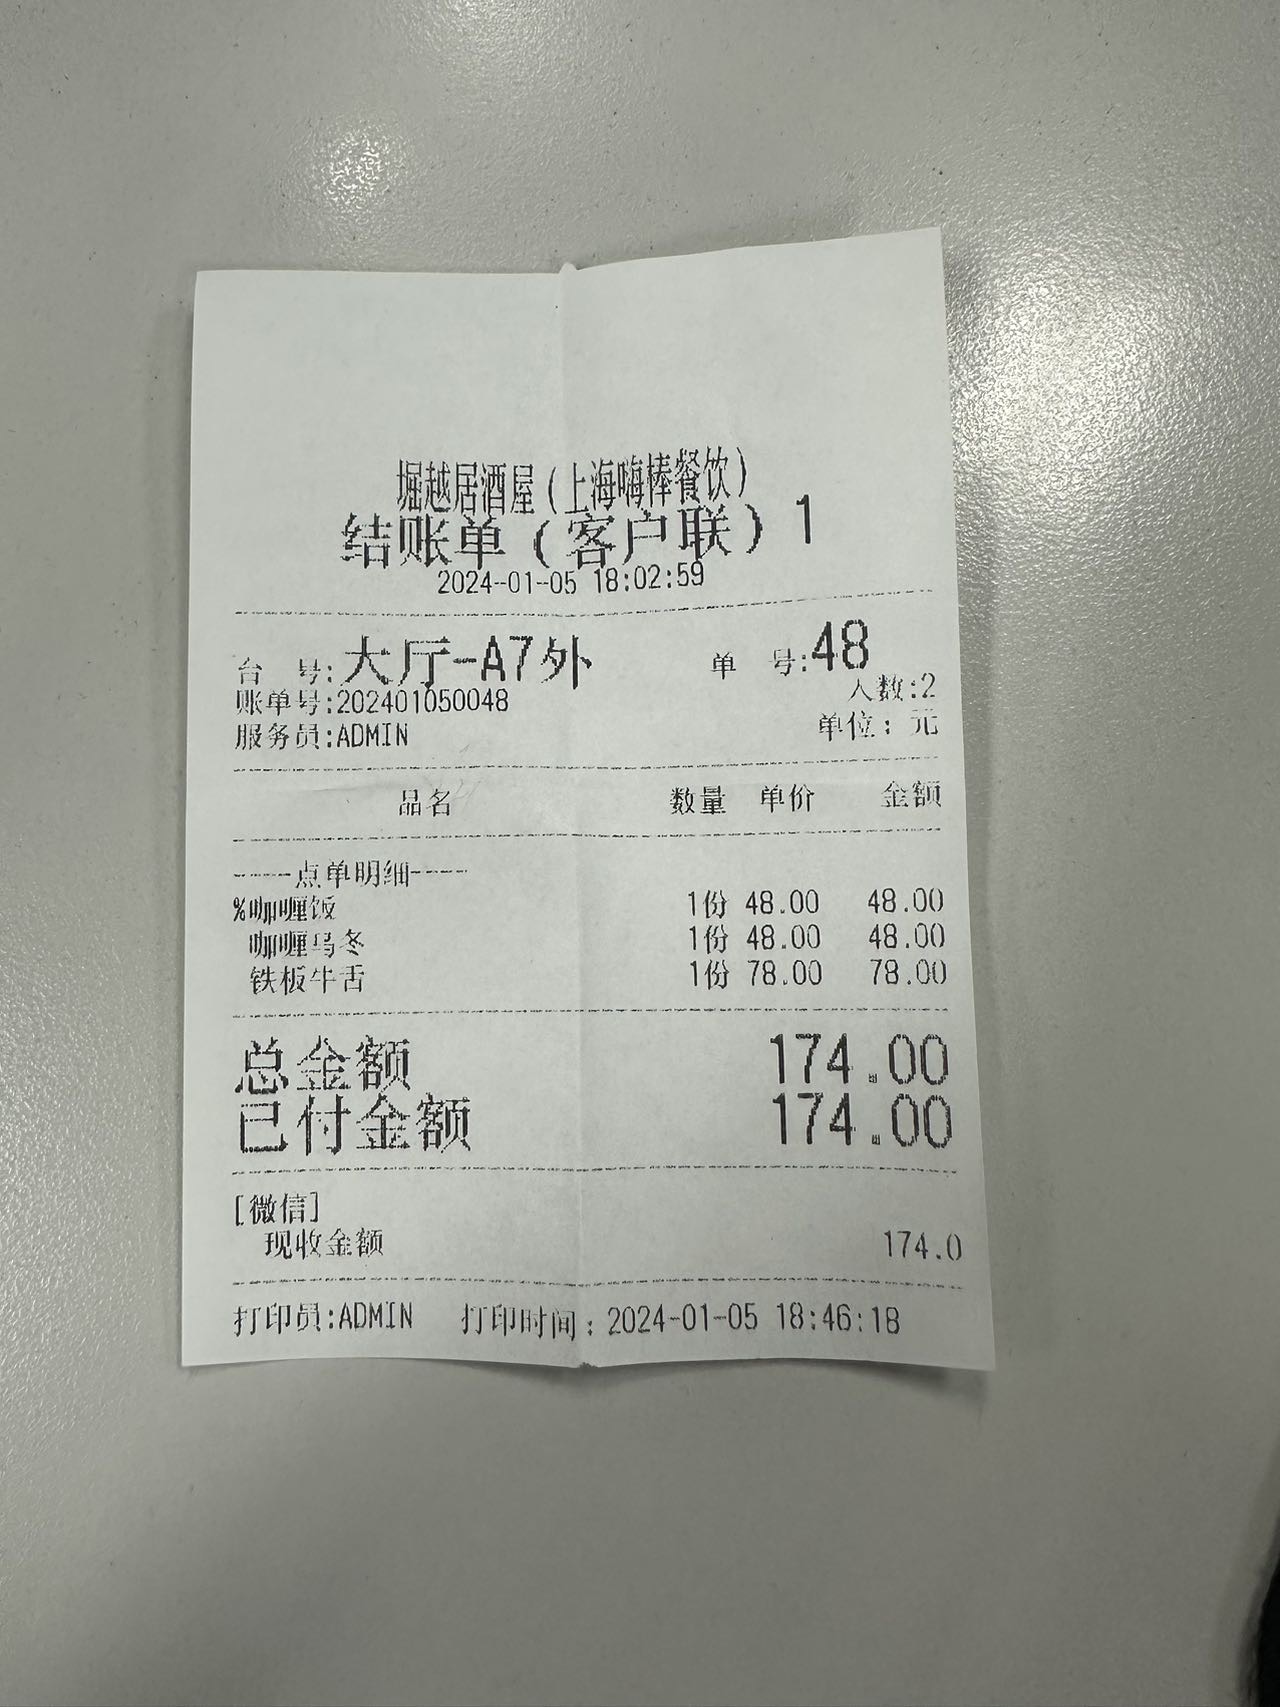 堀越居酒屋(上海嗨棒餐饮)
结账单(客户联)1
2024-01-05 18:02:59
台 号:大厅-A7外 单 号:48
账单号:202401050048 人数:2
服务员:ADMIN 单位:元
品名 数量 单价 金额
----点单明细----
%咖喱饭 1份 48.00 48.00
咖喱乌冬 1份 48.00 48.00
铁板牛舌 1份 78.00 78.00
总金额 174.00
已付金额 174.00
[微信]
现收金额 174.0
打印员:ADMIN 打印时间:2024-01-05 18:46:18